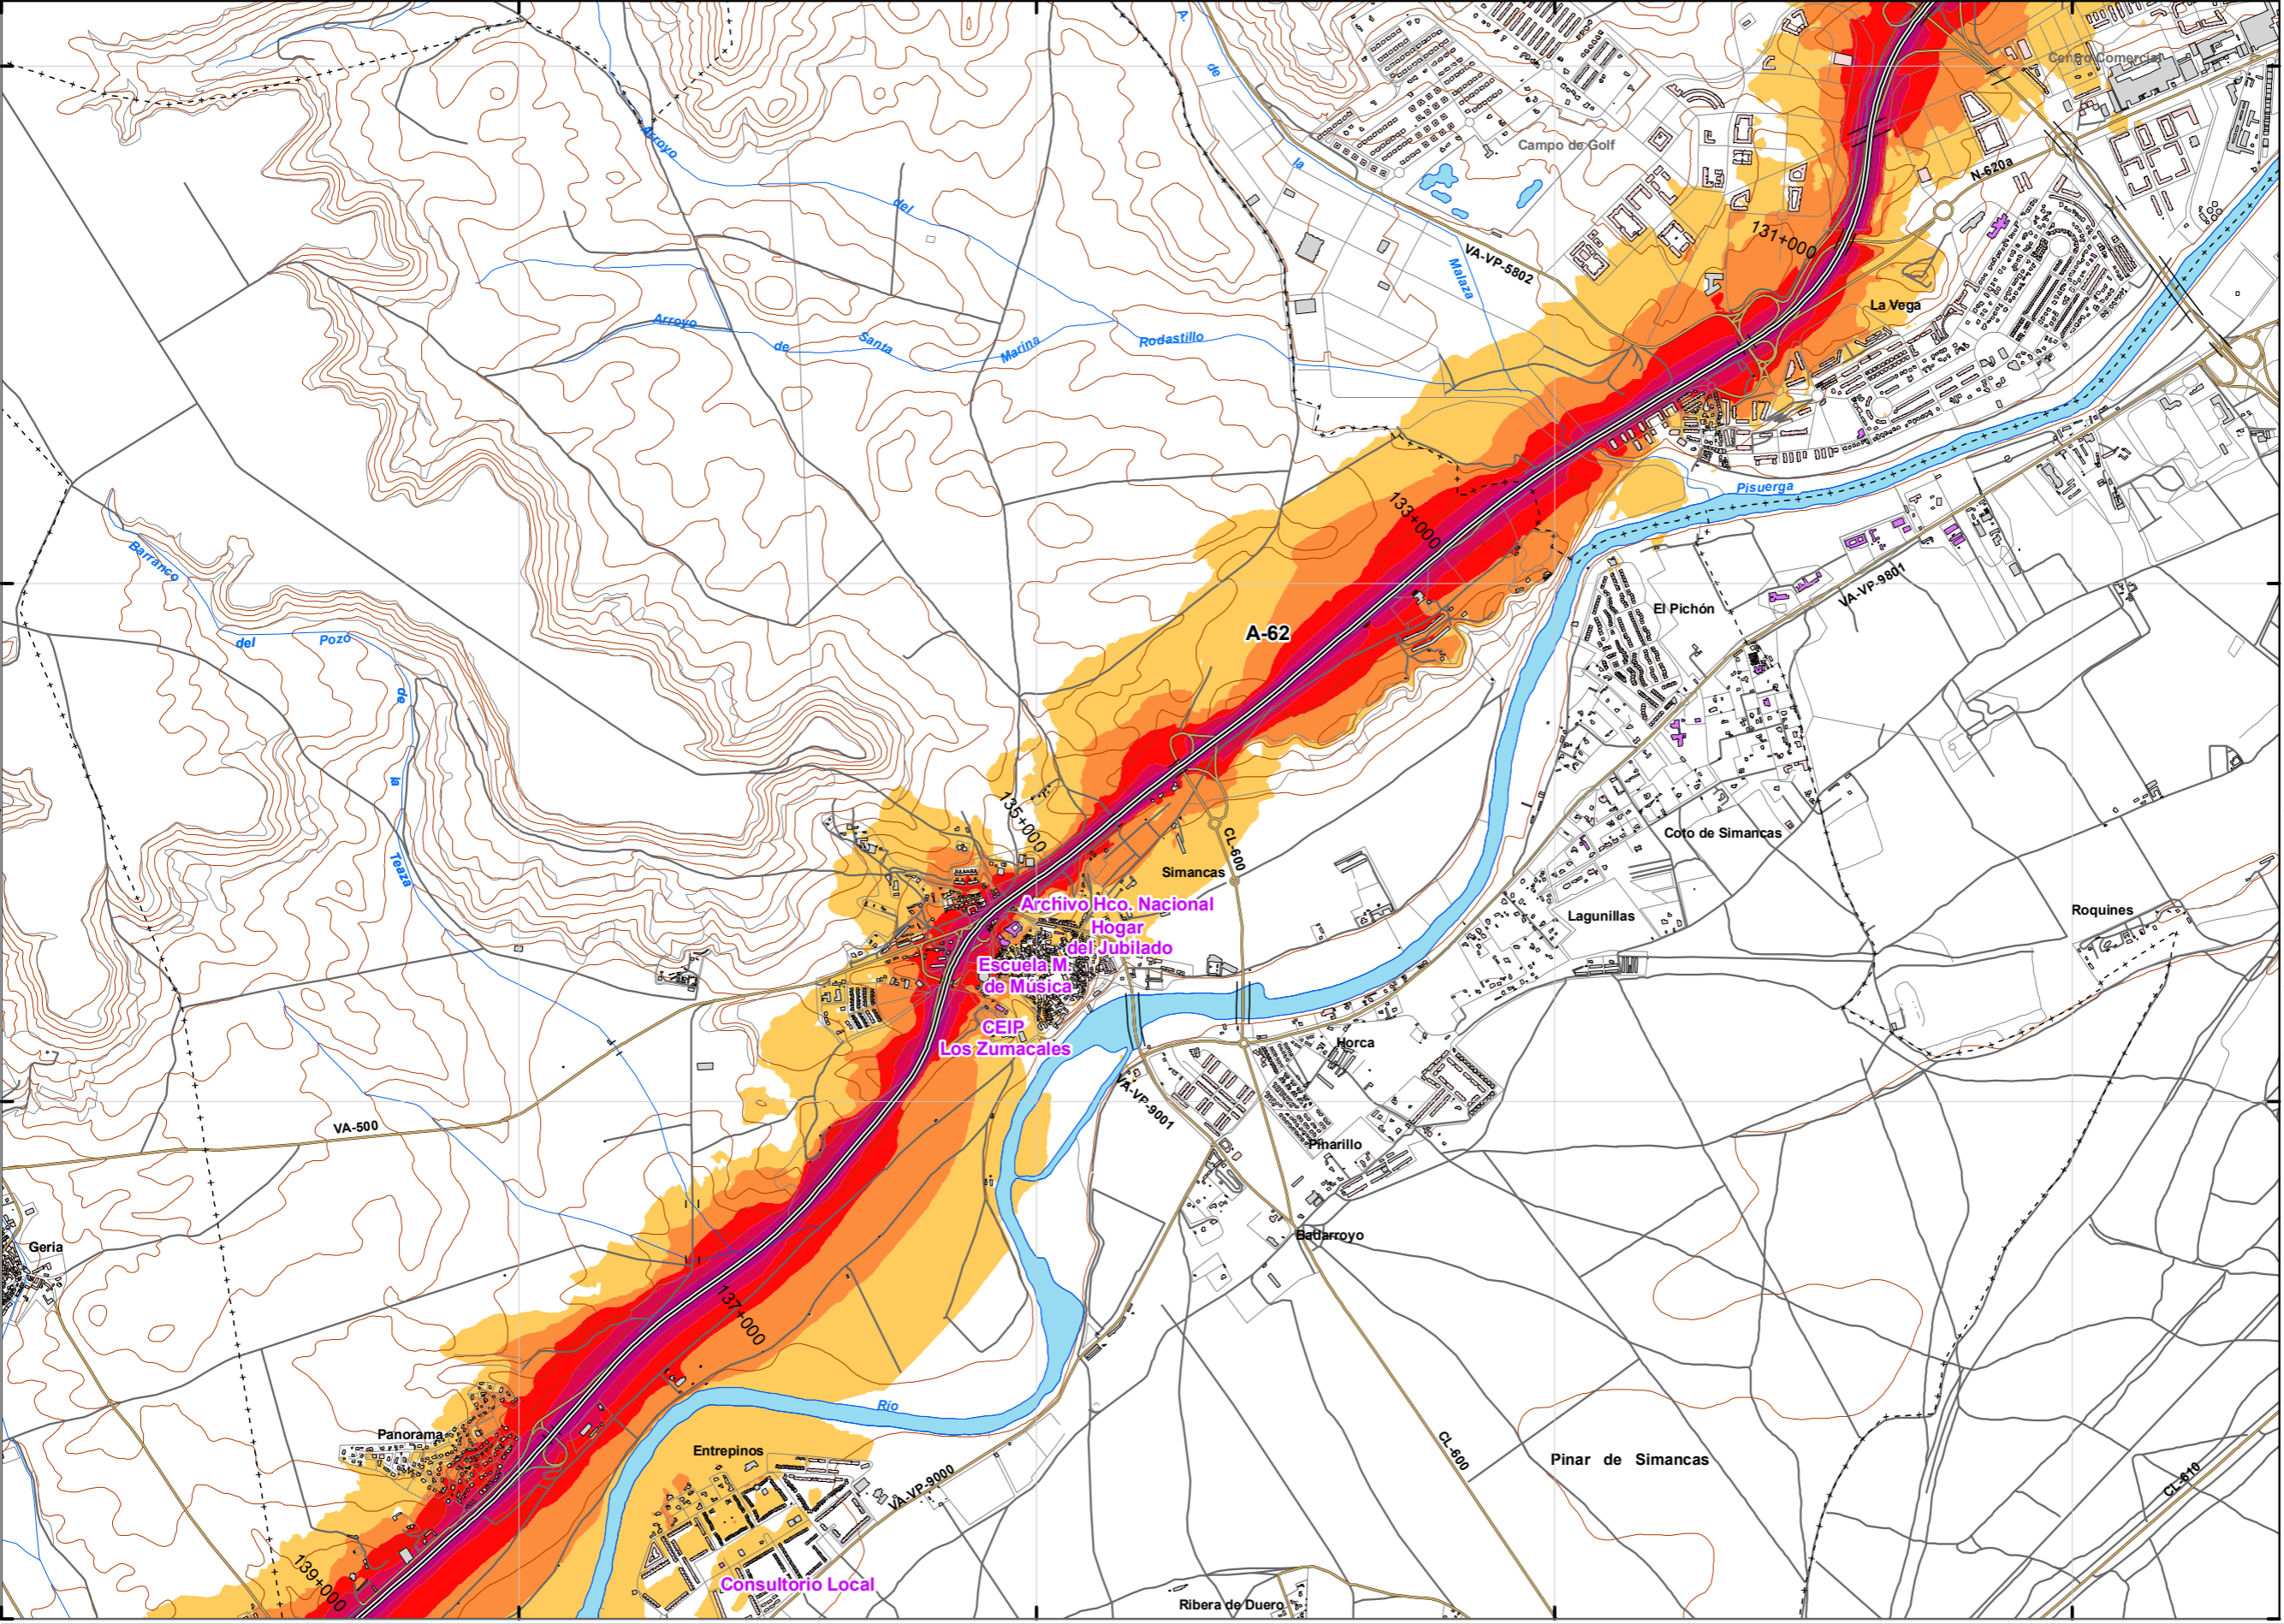 A.
de
la
Malaza
Centro Comercial
Campo de Golf
N-620a
Arroyo
del
VA-VP-5802
131+000
La Vega
Arroyo
de
Santa
Marina
Rodastillo
Pisuerga
133+000
Barranco
del
Pozo
de
la
Teaza
A-62
El Pichón
VA-VP-9801
135+000
CL-600
Coto de Simancas
Simancas
Archivo Hco. Nacional
Hogar
del Jubilado
Lagunillas
Roquines
Escuela M.
de Música
CEIP
Los Zumacales
Horca
VA-VP-9001
VA-500
Pinarillo
Badarroyo
Geria
137+000
Río
Panorama
Entrepinos
CL-600
Pinar de Simancas
VA-VP-9000
CL-610
139+000
Consultorio Local
Ribera de Duero